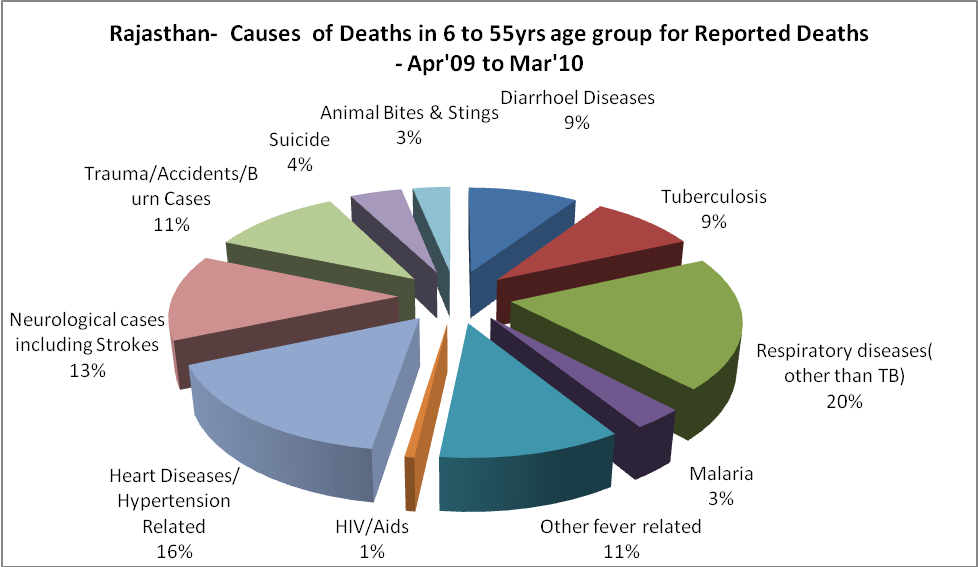 Rajasthan-  Causes  of Deaths in 6 to 55yrs age group for Reported Deaths
- Apr'09 to Mar'10
Diarrhoel Diseases
9%
Tuberculosis
9%
Respiratory diseases(
other than TB)
20%
Malaria
3%
Other fever related
11%
HIV/Aids
1%
Heart Diseases/
Hypertension
Related
16%
Neurological cases
including Strokes
13%
Trauma/Accidents/B
urn Cases
11%
Suicide
4%
Animal Bites & Stings
3%